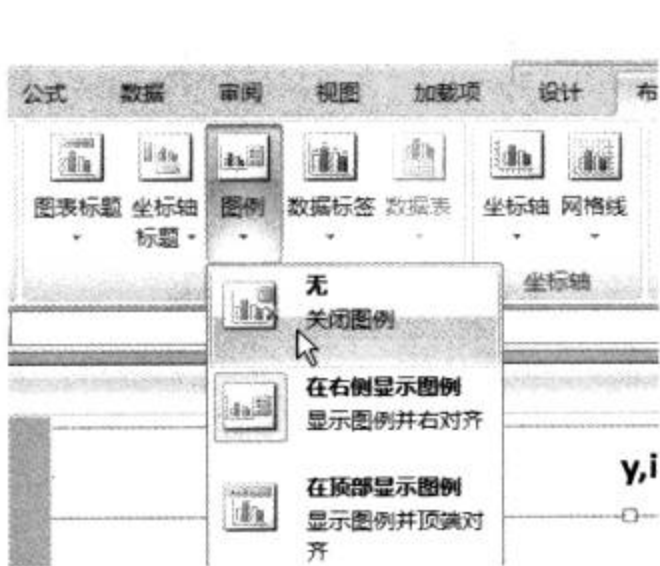 公式 数据 审阅 视图 加载项 设计 布
图表标题 坐标轴 图例 数据标签 数据表 坐标轴 网格线
标题
坐标轴
无
关闭图例
在右侧显示图例
显示图例并右对齐
y,i
在顶部显示图例
显示图例并顶端对
齐